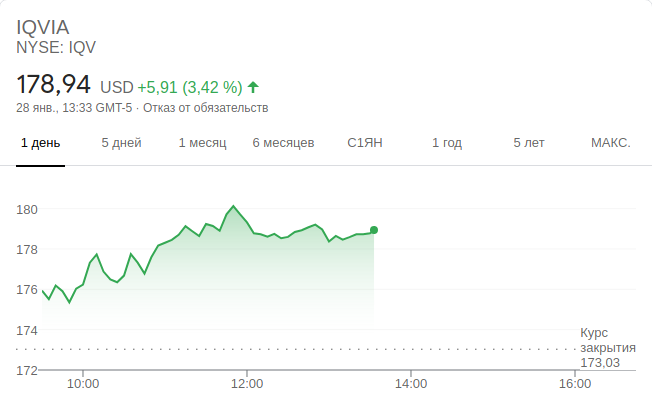 IQVIA
NYSE: IQV
178,94 USD +5,91 (3,42 %)
28 янв., 13:33 GMT-5 · Отказ от обязательств
1 день 5 дней 1 месяц 6 месяцев С1ЯН 1 год 5 лет МАКС.
180
178
176
174
Курс
закрытия
173,03
172
10:00 12:00 14:00 16:00